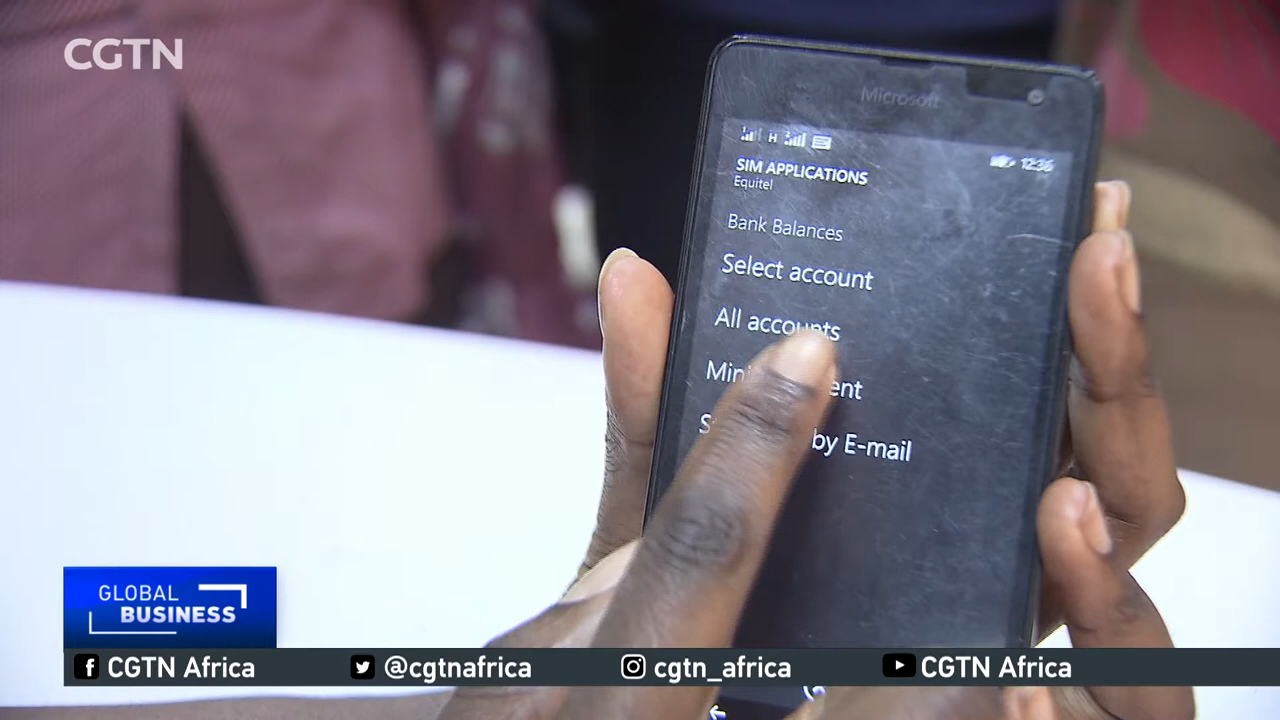 CGTN
Microsoft
H
12:36
SIM APPLICATIONS
Equitel
Bank Balances
Select account
All accounts
by E-mail
GLOBAL
BUSINESS
CGTN Africa
@cgtnafrica
cgtn_africa
CGTN Africa